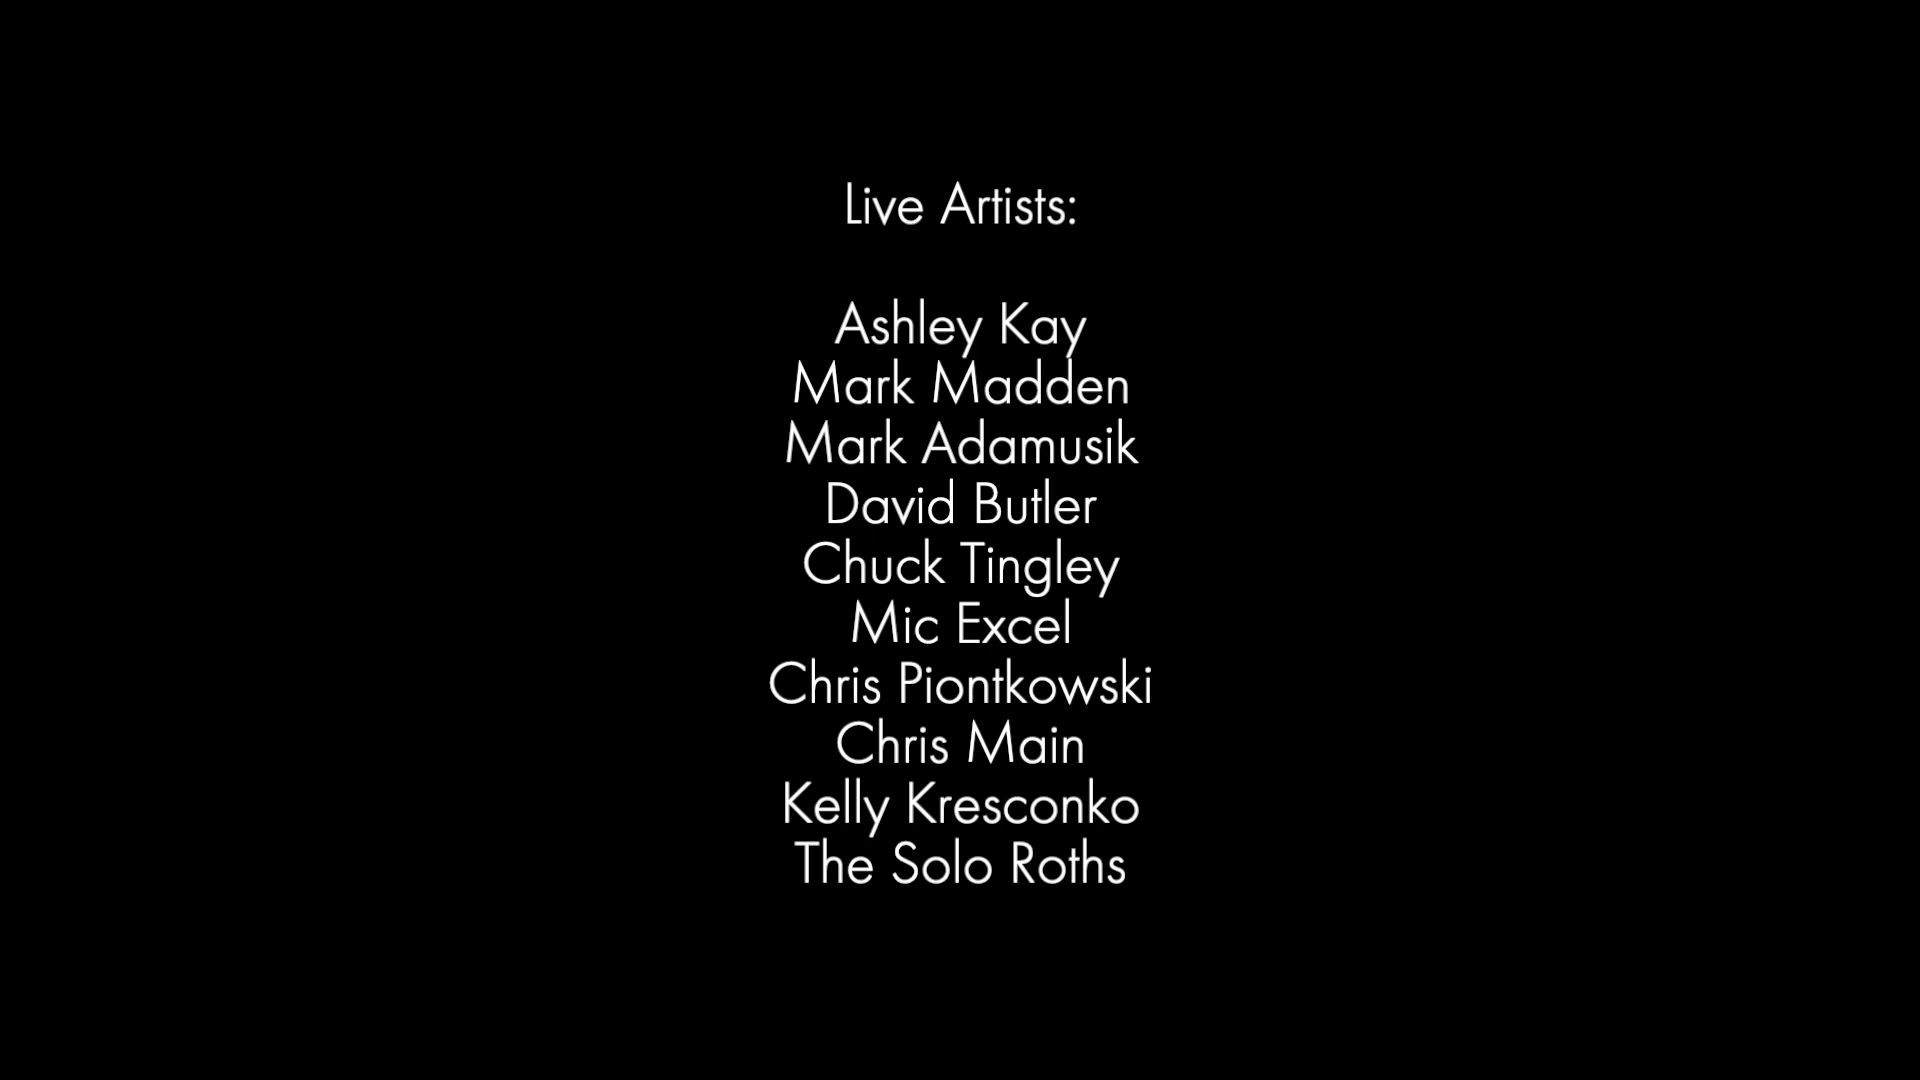 Live Artists:
Ashley Kay
Mark Madden
Mark Adamusik
David Butler
Chuck Tingley
Mic Excel
Chris Piontkowski
Chris Main
Kelly Kresconko
The Solo Roths